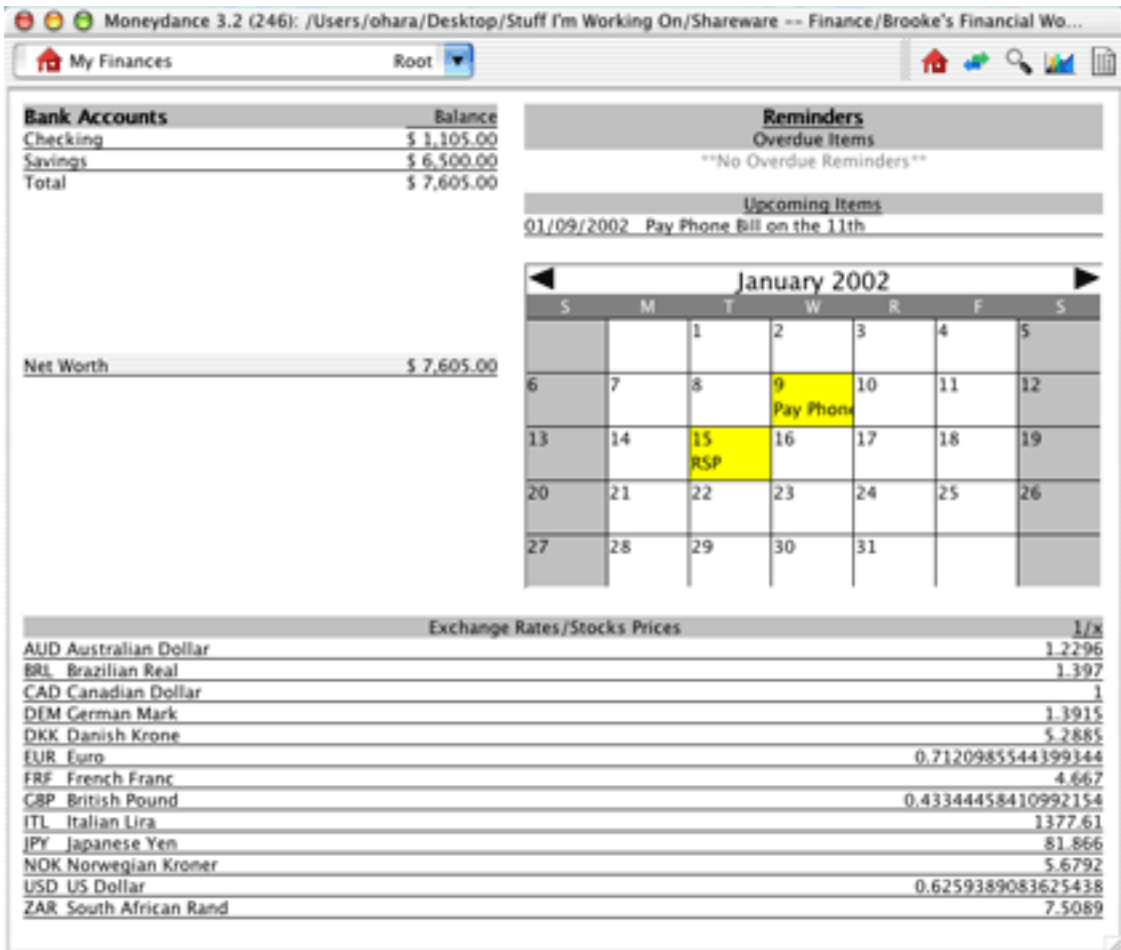 Moneydance 3.2 (246): /Users/ohara/Desktop/Stuff I'm Working On/Shareware -- Finance/Brooke's Financial Wo...
My Finances Root
Bank Accounts Balance
Checking $ 1,105.00
Savings $ 6,500.00
Total $ 7,605.00
Net Worth $ 7,605.00
Reminders
Overdue Items
**No Overdue Reminders**
Upcoming Items
01/09/2002 Pay Phone Bill on the 11th
January 2002
S M T W R F S
1 2 3 4 5
6 7 8 9 10 11 12
Pay Phone
13 14 15 16 17 18 19
RSP
20 21 22 23 24 25 26
27 28 29 30 31
Exchange Rates/Stocks Prices 1/x
AUD Australian Dollar 1.2296
BRL Brazilian Real 1.397
CAD Canadian Dollar 1
DEM German Mark 1.3915
DKK Danish Krone 5.2885
EUR Euro 0.7120985544399344
FRF French Franc 4.667
GBP British Pound 0.43344458410992154
ITL Italian Lira 1377.61
JPY Japanese Yen 81.866
NOK Norwegian Kroner 5.6792
USD US Dollar 0.6259389083625438
ZAR South African Rand 7.5089